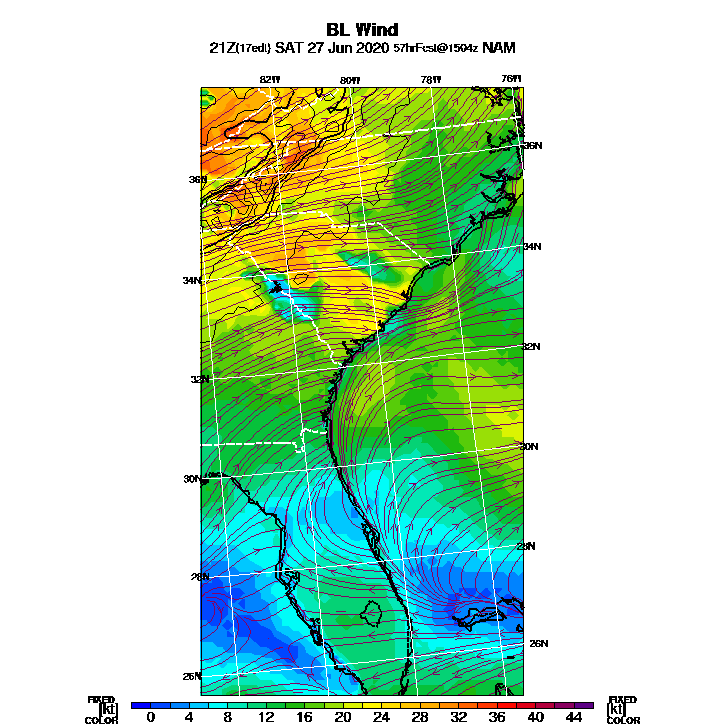 BL Wind
21Z(17edt) SAT 27 Jun 2020 57hrFcst@1504z NAM
82W 80W 78W 76W
36N
36N
34N
34N
32N
32N
30N
30N
28N
28N
26N
26N
FIXED FIXED
[kt] 0 4 8 12 16 20 24 28 32 36 40 44 [kt]
COLOR COLOR